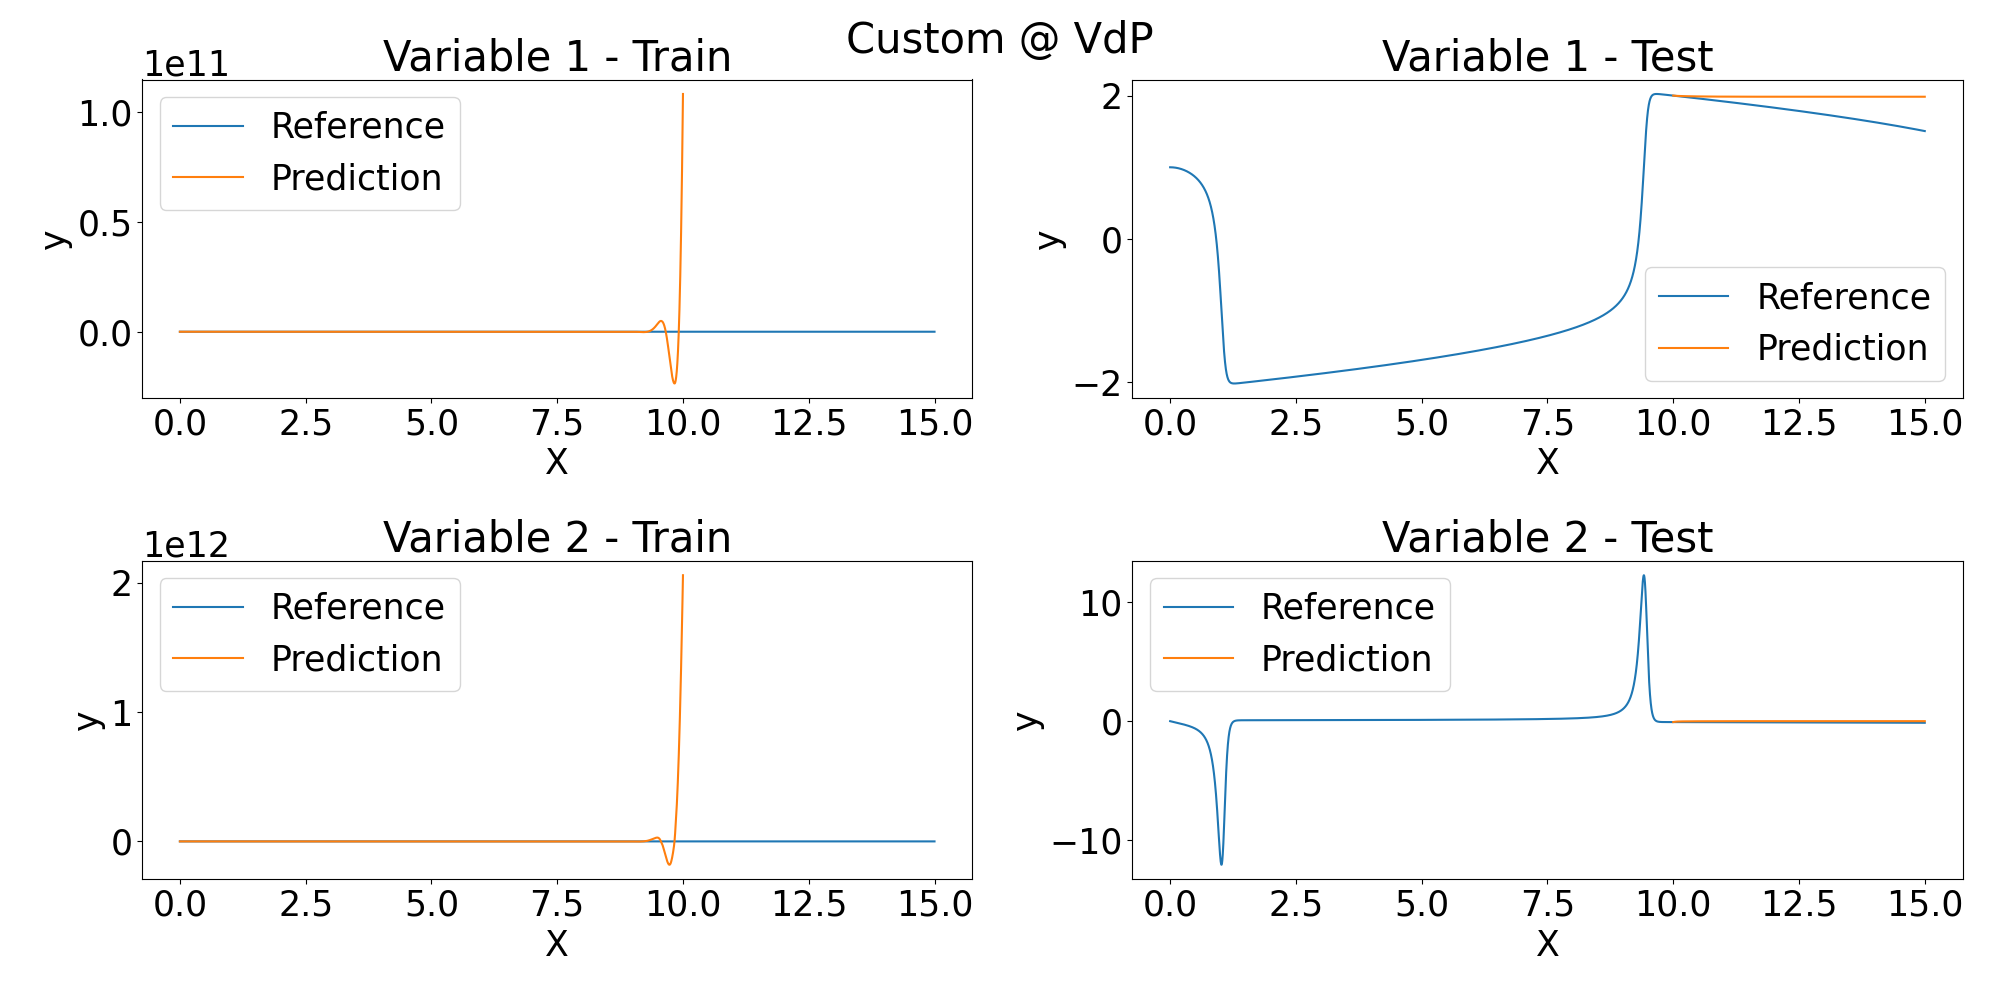 Custom @ VdP
Variable 1 - Train
1e11
1.0
0.5
0.0
y
Reference
Prediction
0.0 2.5 5.0 7.5 10.0 12.5 15.0
X
Variable 1 - Test
2
0
−2
y
Reference
Prediction
0.0 2.5 5.0 7.5 10.0 12.5 15.0
X
Variable 2 - Train
1e12
2
1
0
y
Reference
Prediction
0.0 2.5 5.0 7.5 10.0 12.5 15.0
X
Variable 2 - Test
10
0
−10
y
Reference
Prediction
0.0 2.5 5.0 7.5 10.0 12.5 15.0
X